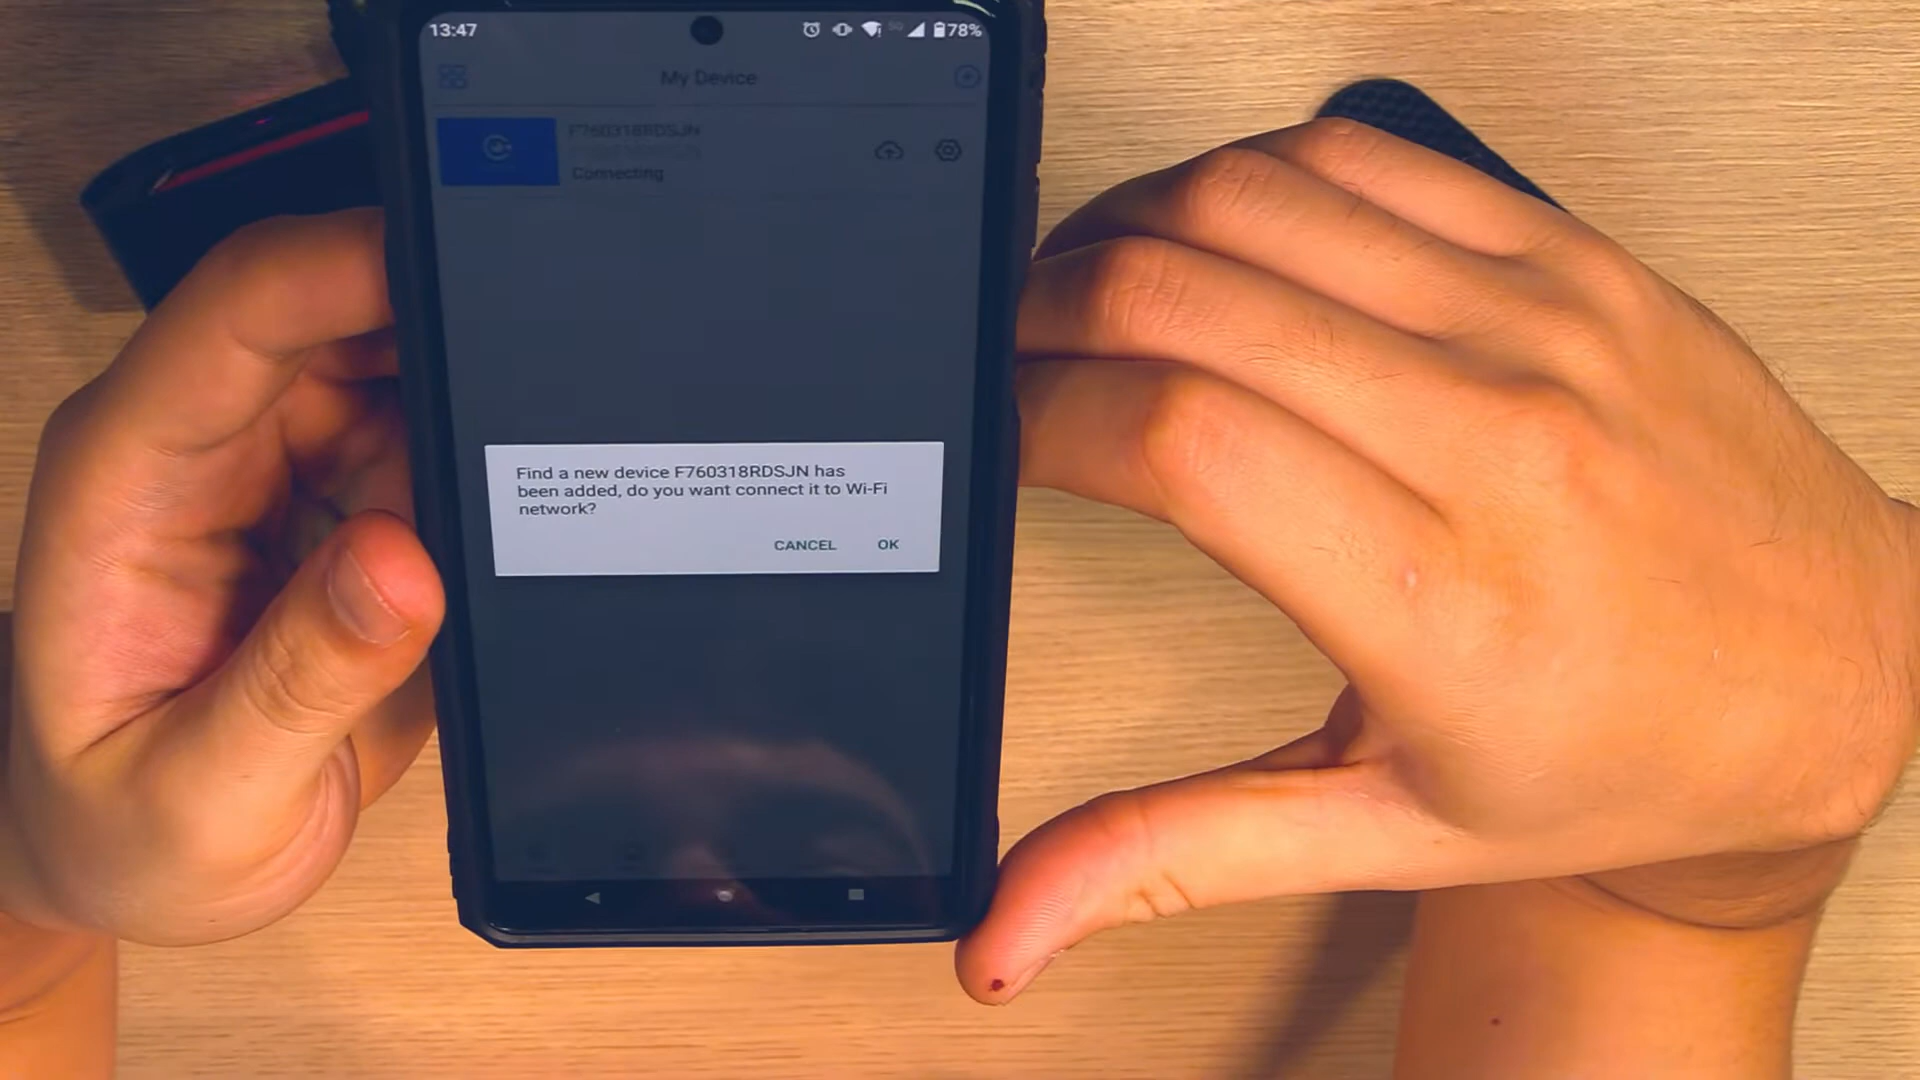 13:47
5G
78%
My Device
F760318RDSJN
Connecting
Find a new device F760318RDSJN has
been added, do you want connect it to Wi-Fi
network?
CANCEL OK